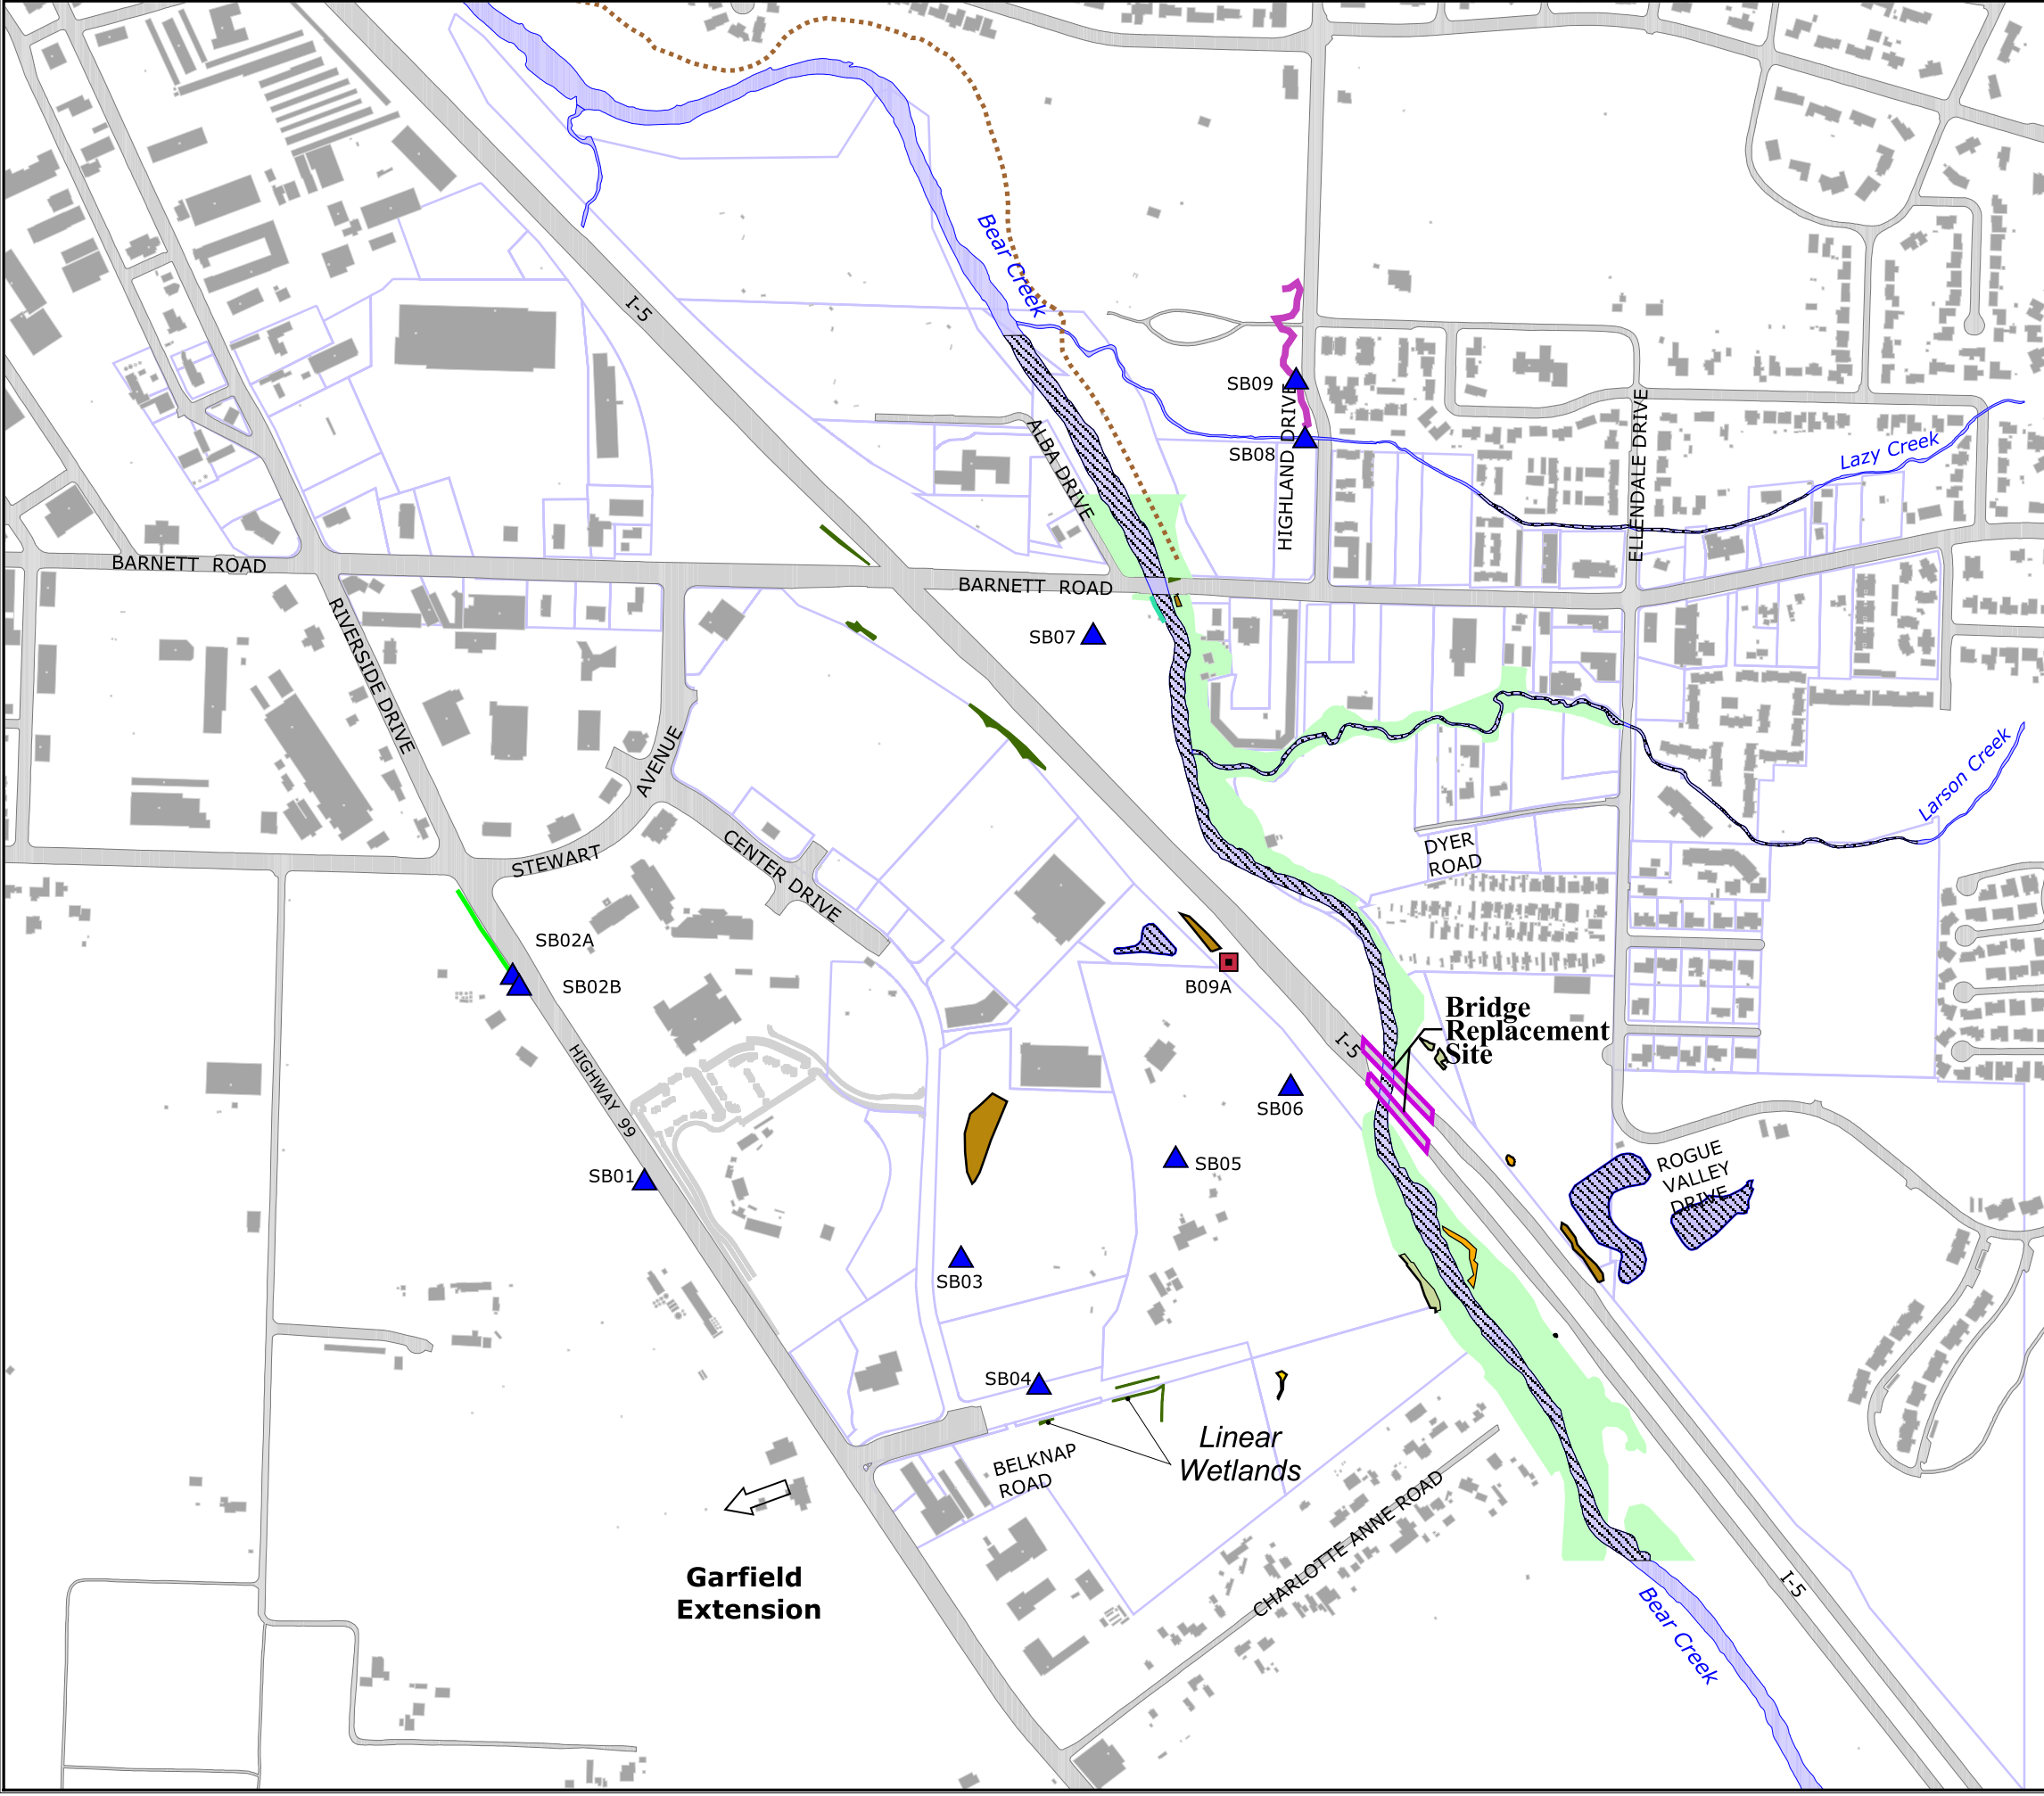 Bear Creek
I-5
SB09
Lazy Creek
SB08
HIGHLAND DRIVE
ELLENDALE DRIVE
ALBA DRIVE
BARNETT ROAD
BARNETT ROAD
RIVERSIDE DRIVE
SB07
AVENUE
STEWART
CENTER DRIVE
Larson Creek
DYER
ROAD
SB02A
SB02B
B09A
Bridge
Replacement
Site
I-5
HIGHWAY 99
SB06
SB05
SB01
ROGUE
VALLEY
DRIVE
SB03
SB04
Linear
Wetlands
BELKNAP
ROAD
CHARLOTTE ANNE ROAD
Garfield
Extension
I-5
Bear Creek